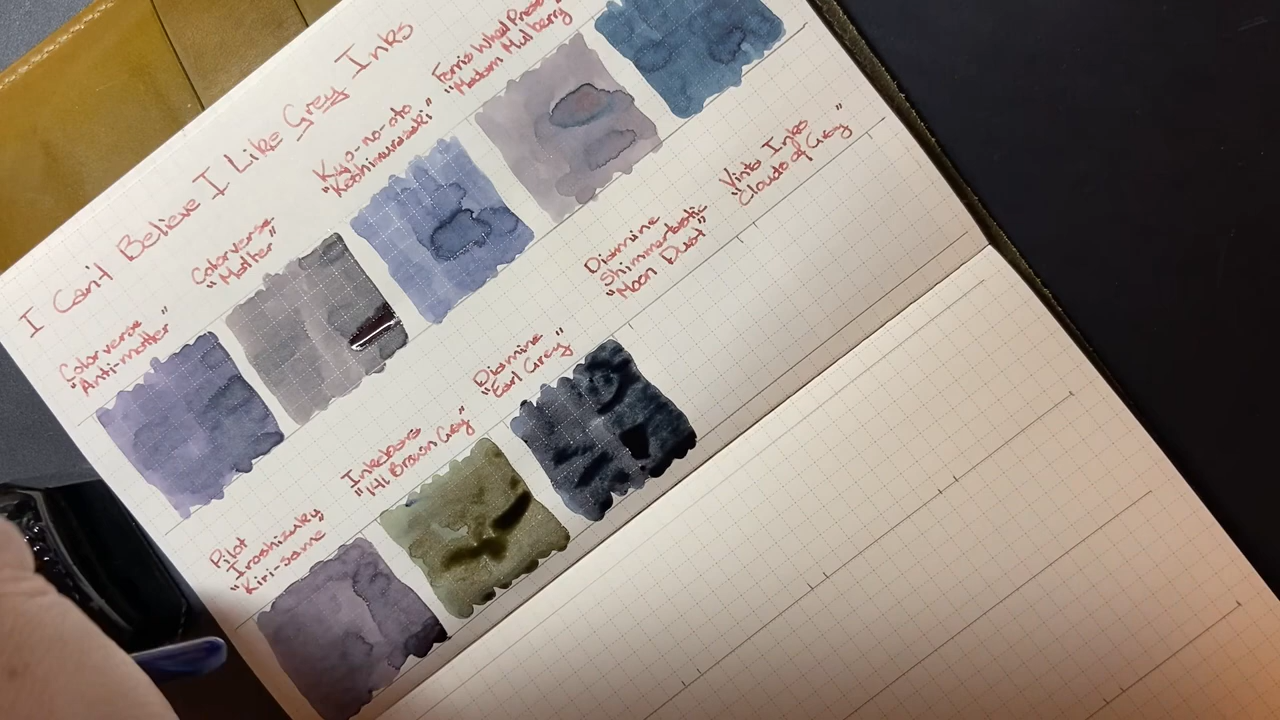 I Can't Believe I Like Grey Inks
Colorverse
"Anti-matter"
Colorverse
"Matter"
Kyo-no-oto
"Keshimurasaki"
Ferris Wheel Press
"Modern Mulberry
Pilot
Iroshizuku
"Kiri-same"
Inkebara
"141 Brown Grey"
Diamine
"Earl Grey"
Diamine
Shimmertastic
"Moon Dust"
Vinta Inks
"Clouds of Grey"